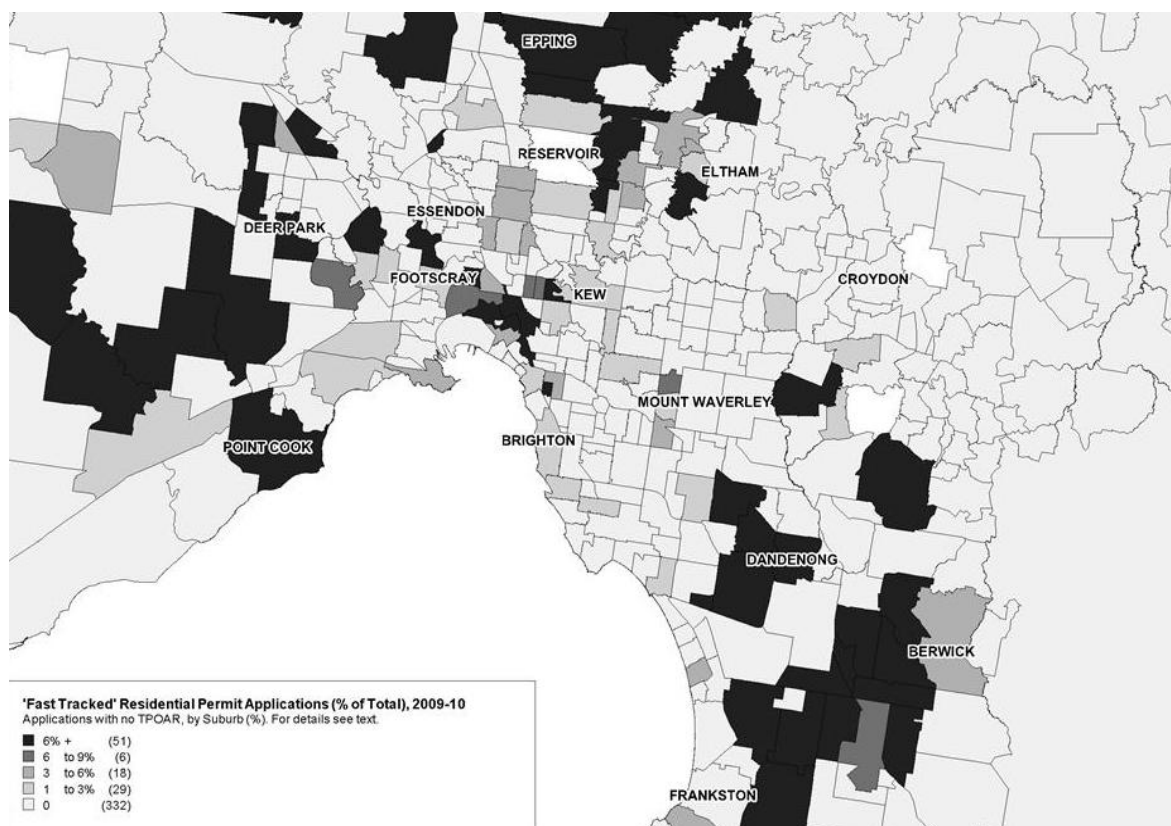 EPPING
RESERVOIR
ELTHAM
ESSENDON
DEER PARK
FOOTSCRAY
KEW
CROYDON
MOUNT WAVERLEY
BRIGHTON
POINT COOK
DANDENONG
BERWICK
FRANKSTON
'Fast Tracked' Residential Permit Applications (% of Total), 2009-10
Applications with no TPOAR, by Suburb (%). For details see text.
6% + (51)
6 to 9% (6)
3 to 6% (18)
1 to 3% (29)
0 (332)